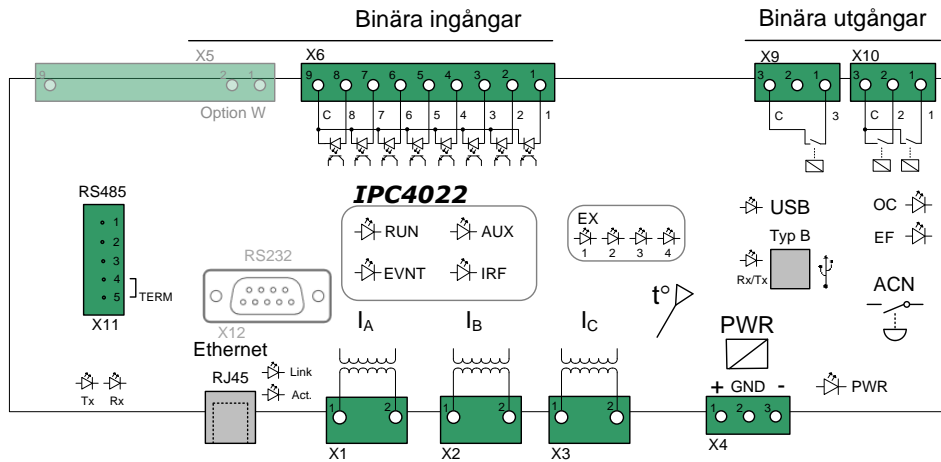 Binära ingångar
Binära utgångar
X5
X6
X9
X10
9 2 1
9 8 7 6 5 4 3 2 1
3 2 1
3 2 1
Option W
C 8 7 6 5 4 3 2 1
C 3
C 2 1
IPC4022
RUN
AUX
EVNT
IRF
EX
1 2 3 4
USB
Typ B
Rx/Tx
OC
EF
ACN
RS485
1
2
3
4
5
TERM
X11
RS232
X12
t°
Ethernet
RJ45
Link
Act.
Tx Rx
IA
IB
IC
PWR
+ GND -
PWR
1 2
1 2
1 2
1 2 3
X1
X2
X3
X4